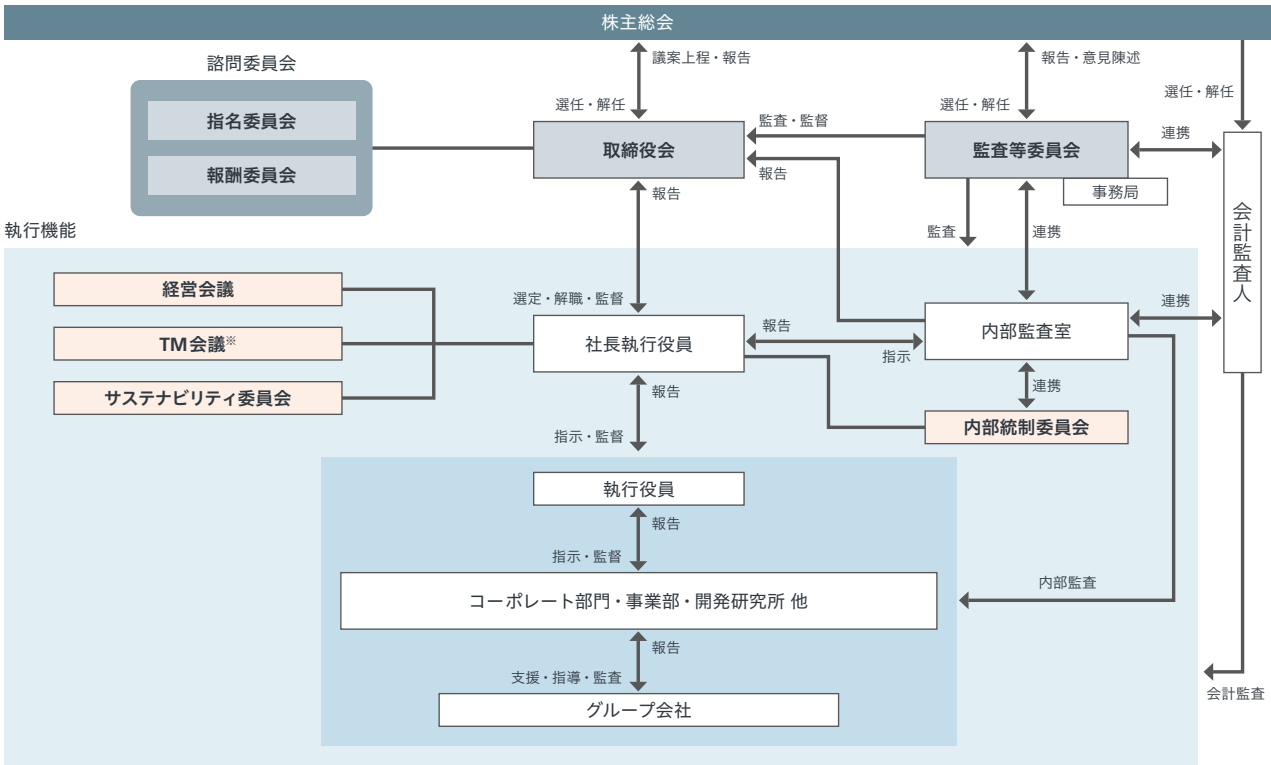 株主総会
諮問委員会
指名委員会
報酬委員会
議案上程・報告
選任・解任
取締役会
監査・監督
報告
報告・意見陳述
選任・解任
監査等委員会
事務局
選任・解任
連携
会計監査人
報告
監査
連携
執行機能
経営会議
TM会議※
サステナビリティ委員会
選定・解職・監督
社長執行役員
報告
指示
内部監査室
連携
連携
内部統制委員会
報告
指示・監督
執行役員
報告
指示・監督
コーポレート部門・事業部・開発研究所 他
内部監査
報告
支援・指導・監査
グループ会社
会計監査